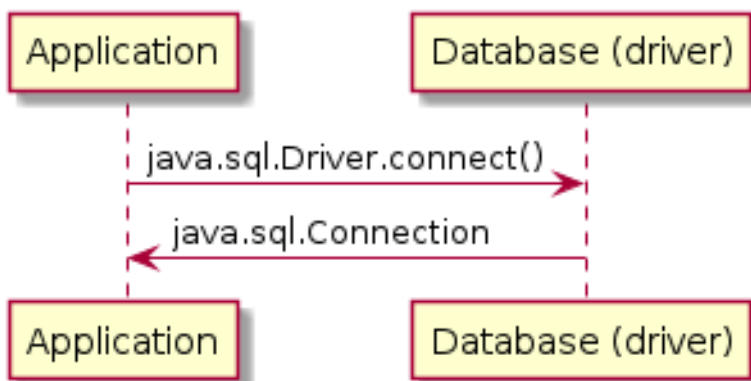 Application
Database (driver)
java.sql.Driver.connect()
java.sql.Connection
Application
Database (driver)